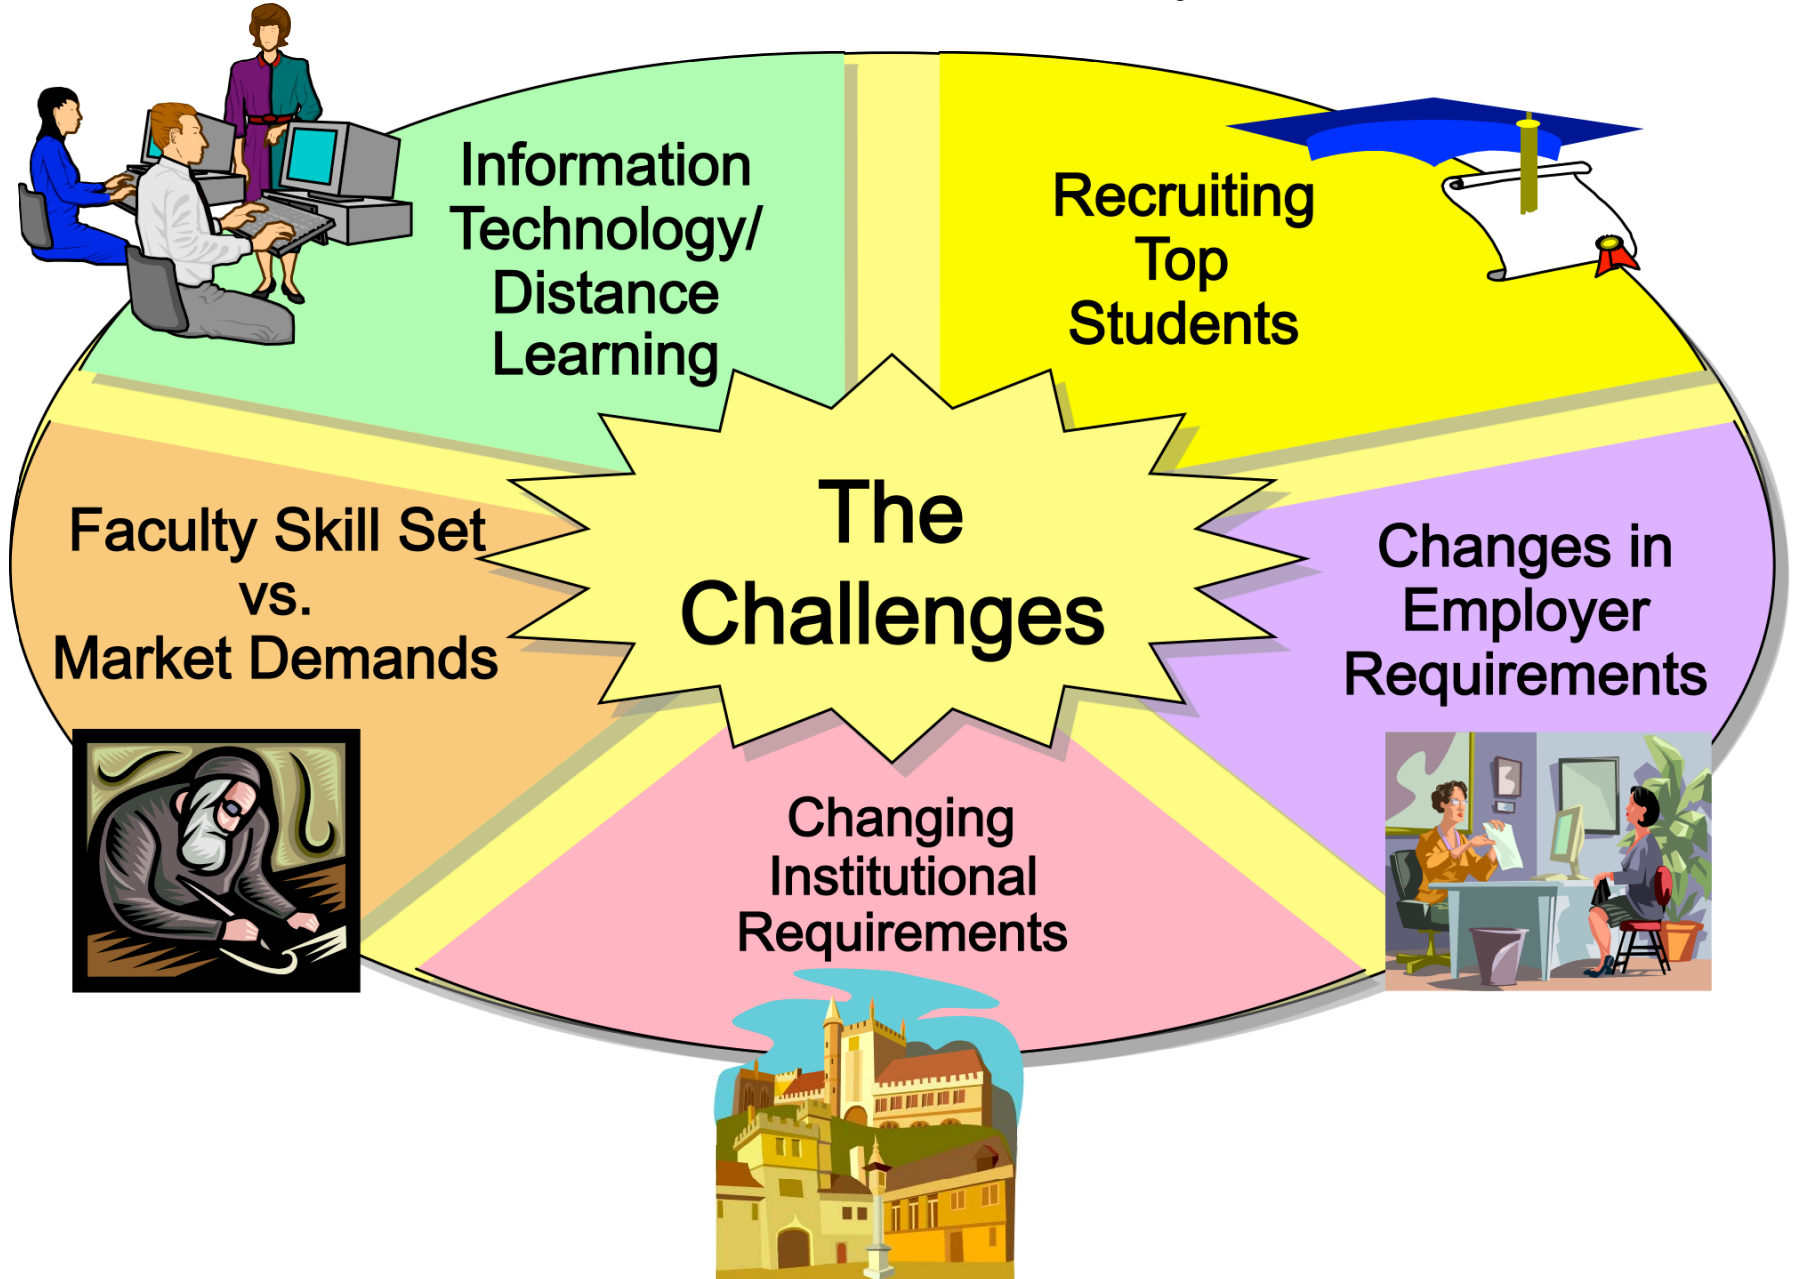 Information
Technology/
Distance
Learning
Recruiting
Top
Students
The
Challenges
Faculty Skill Set
vs.
Market Demands
Changes in
Employer
Requirements
Changing
Institutional
Requirements